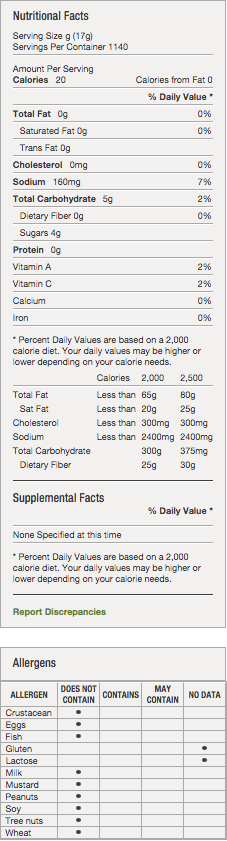 Nutritional Facts
Serving Size g (17g)
Servings Per Container 1140
Amount Per Serving
Calories 20 Calories from Fat 0
% Daily Value *
Total Fat 0g 0%
Saturated Fat 0g 0%
Trans Fat 0g
Cholesterol 0mg 0%
Sodium 160mg 7%
Total Carbohydrate 5g 2%
Dietary Fiber 0g 0%
Sugars 4g
Protein 0g
Vitamin A 2%
Vitamin C 2%
Calcium 0%
Iron 0%
* Percent Daily Values are based on a 2,000
calorie diet. Your daily values may be higher or
lower depending on your calorie needs.
Calories 2,000 2,500
Total Fat Less than 65g 80g
Sat Fat Less than 20g 25g
Cholesterol Less than 300mg 300mg
Sodium Less than 2400mg 2400mg
Total Carbohydrate 300g 375mg
Dietary Fiber 25g 30g
Supplemental Facts
% Daily Value *
None Specified at this time
* Percent Daily Values are based on a 2,000
calorie diet. Your daily values may be higher or
lower depending on your calorie needs.
Report Discrepancies
Allergens
ALLERGEN DOES NOT CONTAIN CONTAINS MAY CONTAIN NO DATA
Crustacean •
Eggs •
Fish •
Gluten •
Lactose •
Milk •
Mustard •
Peanuts •
Soy •
Tree nuts •
Wheat •